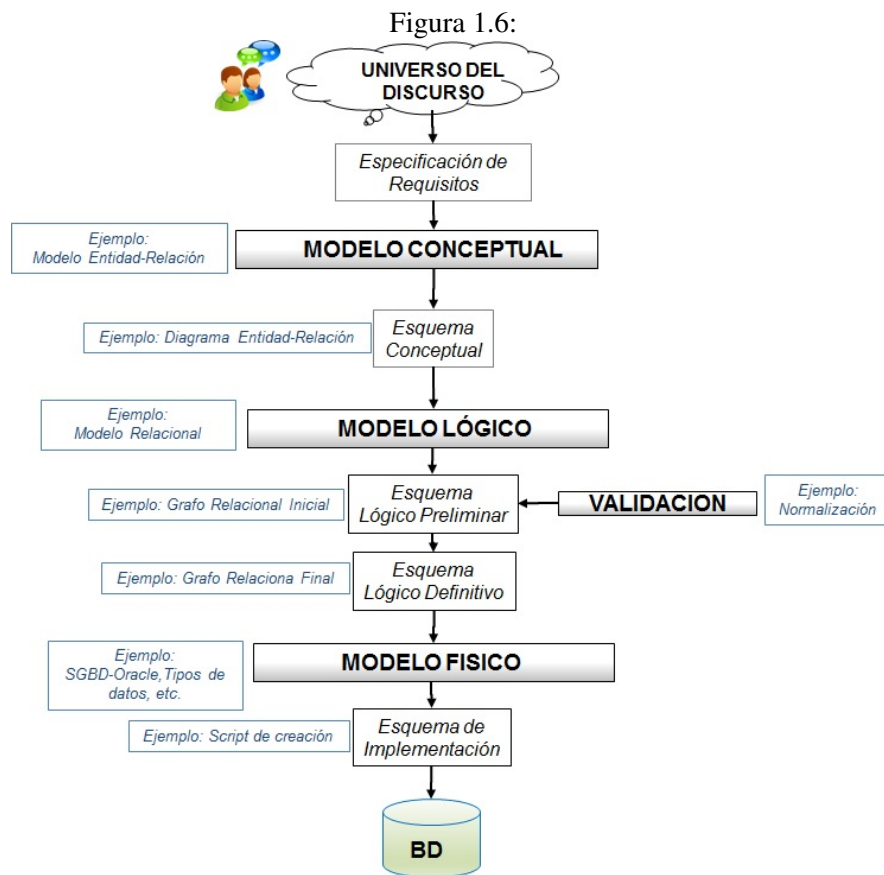 Figura 1.6:
UNIVERSO DEL
DISCURSO
Especificación de
Requisitos
Ejemplo:
Modelo Entidad-Relación
MODELO CONCEPTUAL
Ejemplo: Diagrama Entidad-Relación
Esquema
Conceptual
Ejemplo:
Modelo Relacional
MODELO LÓGICO
Ejemplo: Grafo Relacional Inicial
Esquema
Lógico Preliminar
VALIDACION
Ejemplo:
Normalización
Ejemplo: Grafo Relaciona Final
Esquema
Lógico Definitivo
Ejemplo:
SGBD-Oracle,Tipos de
datos, etc.
MODELO FISICO
Ejemplo: Script de creación
Esquema de
Implementación
BD